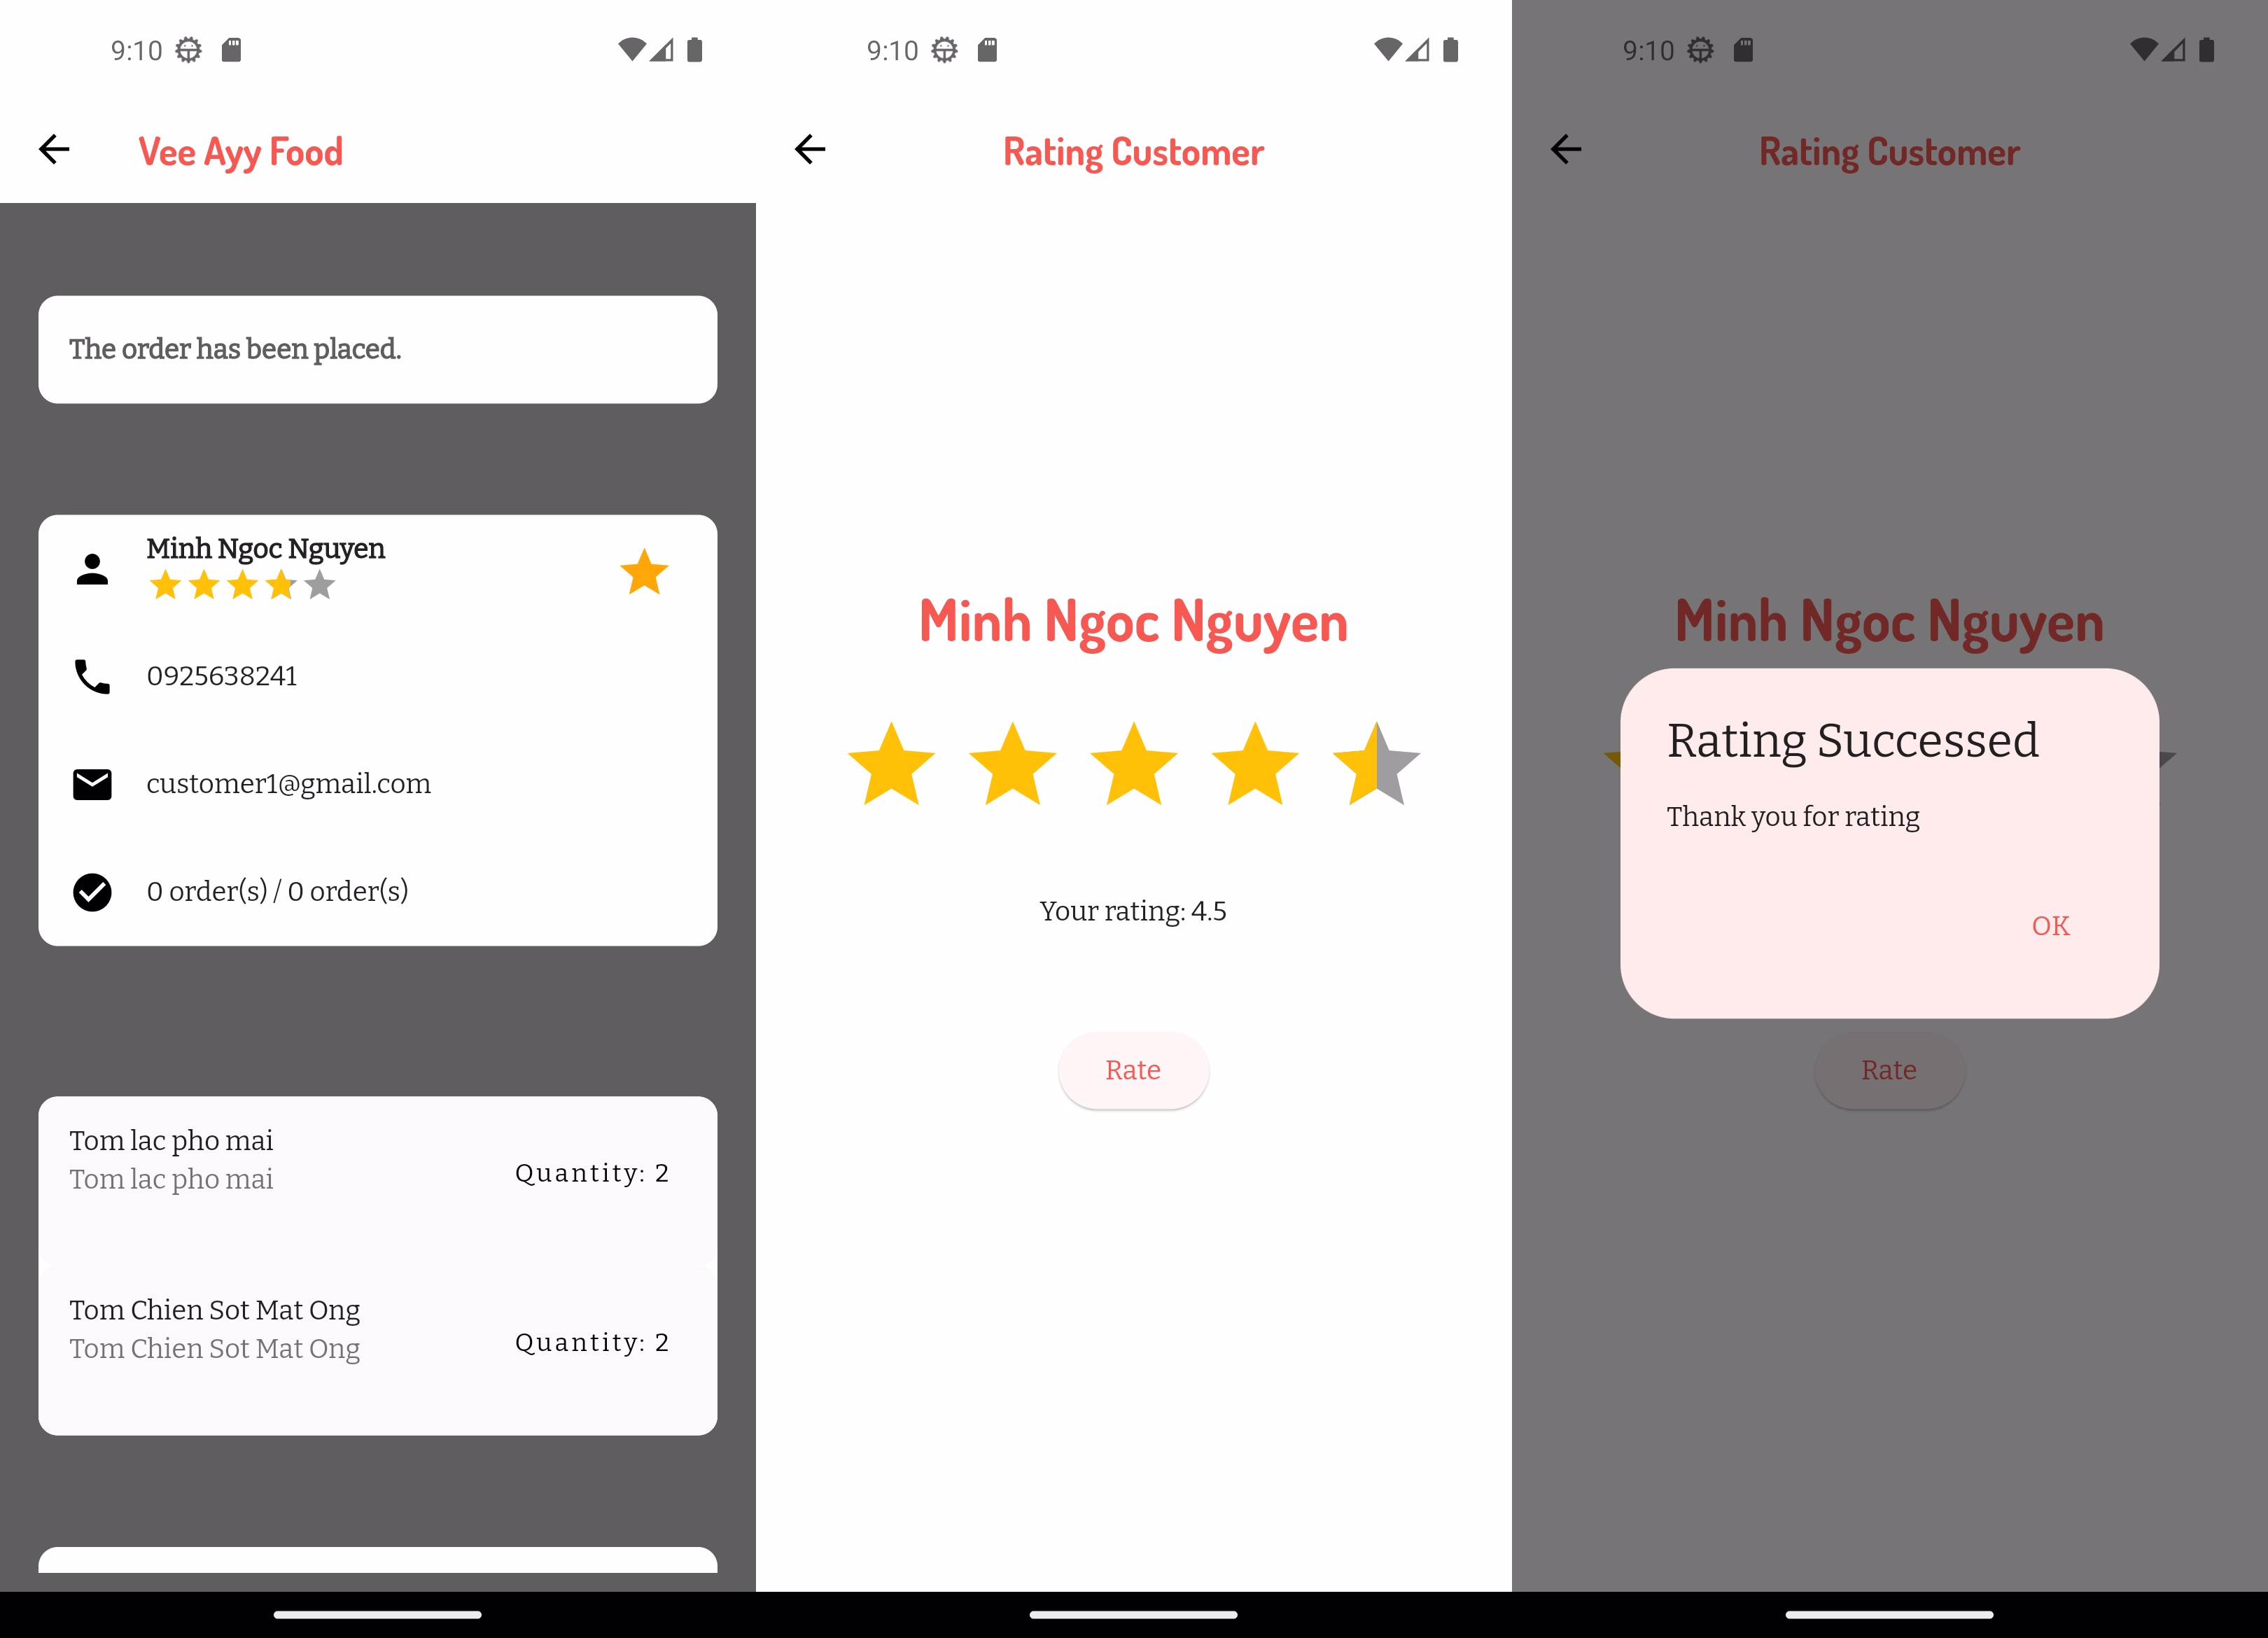 9:10
Vee Ayy Food
The order has been placed.
Minh Ngoc Nguyen
0925638241
customer1@gmail.com
0 order(s) / 0 order(s)
Tom lac pho mai
Tom lac pho mai
Quantity: 2
Tom Chien Sot Mat Ong
Tom Chien Sot Mat Ong
Quantity: 2
9:10
Rating Customer
Minh Ngoc Nguyen
Your rating: 4.5
Rate
9:10
Rating Customer
Minh Ngoc Nguyen
Rating Successed
Thank you for rating
OK
Rate